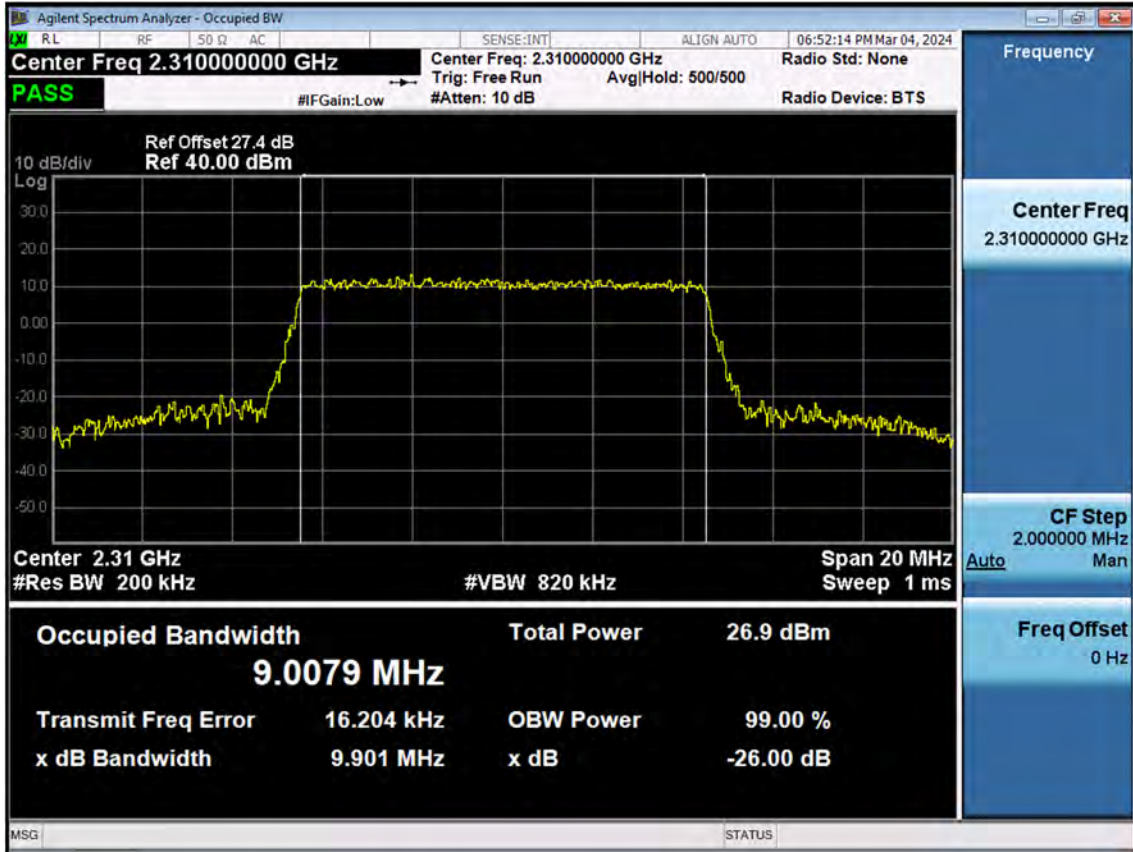 Agilent Spectrum Analyzer - Occupied BW
LXI RL RF 50 Ω AC SENSE:INT ALIGN AUTO 06:52:14 PM Mar 04, 2024
Center Freq 2.310000000 GHz
Center Freq: 2.310000000 GHz
Radio Std: None
Trig: Free Run Avg|Hold: 500/500
PASS
#IFGain:Low
#Atten: 10 dB
Radio Device: BTS
Ref Offset 27.4 dB
10 dB/div Ref 40.00 dBm
Log
30.0
20.0
10.0
0.00
-10.0
-20.0
-30.0
-40.0
-50.0
Center 2.31 GHz Span 20 MHz
#Res BW 200 kHz #VBW 820 kHz Sweep 1 ms
Occupied Bandwidth Total Power 26.9 dBm
9.0079 MHz
Transmit Freq Error 16.204 kHz OBW Power 99.00 %
x dB Bandwidth 9.901 MHz x dB -26.00 dB
MSG STATUS
Frequency
Center Freq
2.310000000 GHz
CF Step
2.000000 MHz
Auto Man
Freq Offset
0 Hz